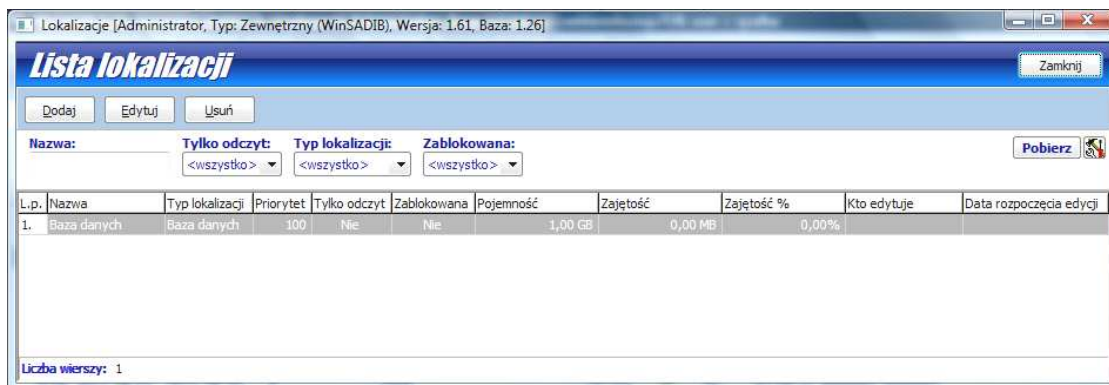 Lokalizacje [Administrator, Typ: Zewnętrzny (WinSADIB), Wersja: 1.61, Baza: 1.26]
Lista lokalizacji
Zamknij
Dodaj Edytuj Usuń
Nazwa: Tylko odczyt: Typ lokalizacji: Zablokowana:
<wszystko> <wszystko> <wszystko> Pobierz
L.p. Nazwa Typ lokalizacji Priorytet Tylko odczyt Zablokowana Pojemność Zajętość Zajętość % Kto edytuje Data rozpoczęcia edycji
1. Baza danych Baza danych 100 Nie Nie 1,00 GB 0,00 MB 0,00%
Liczba wierszy: 1